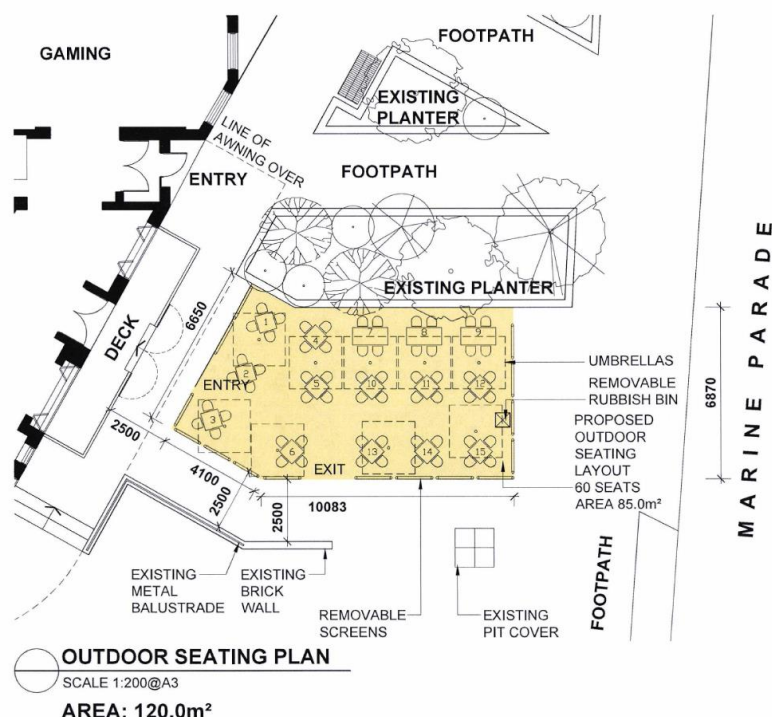 GAMING
FOOTPATH
EXISTING
PLANTER
LINE OF
AWNING OVER
ENTRY
FOOTPATH
EXISTING PLANTER
MARINE PARADE
DECK
6650
1
2
3
4
5
6
7
8
9
10
11
12
13
14
15
ENTRY
EXIT
UMBRELLAS
REMOVABLE
RUBBISH BIN
PROPOSED
OUTDOOR
SEATING
LAYOUT
60 SEATS
AREA 85.0m²
6870
2500
4100
2500
2500
10083
EXISTING
METAL
BALUSTRADE
EXISTING
BRICK
WALL
REMOVABLE
SCREENS
EXISTING
PIT COVER
FOOTPATH
OUTDOOR SEATING PLAN
SCALE 1:200@A3
AREA: 120.0m²